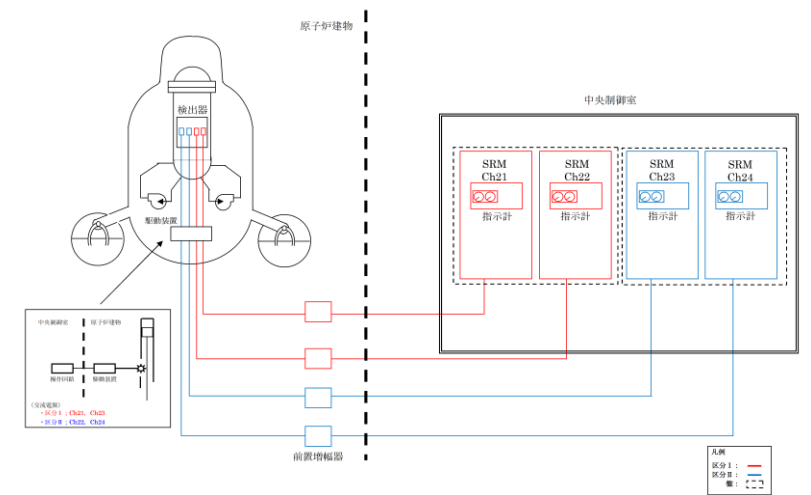 原子炉建物
中央制御室
検出器
駆動装置
SRM
Ch21
指示計
SRM
Ch22
指示計
SRM
Ch23
指示計
SRM
Ch24
指示計
中央制御室
原子炉建物
操作回路
駆動装置
(交流電源)
・区分Ⅰ；Ch21, Ch23
・区分Ⅱ；Ch22, Ch24
前置増幅器
凡例
区分Ⅰ：
区分Ⅱ：
盤：